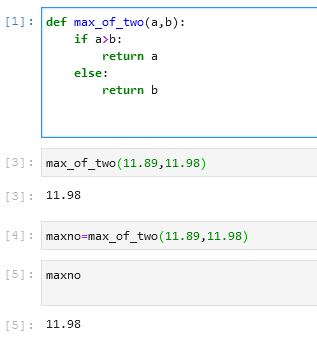 [1]: def max_of_two(a,b):
if a>b:
return a
else:
return b
[3]: max_of_two(11.89,11.98)
[3]: 11.98
[4]: maxno=max_of_two(11.89,11.98)
[5]: maxno
[5]: 11.98